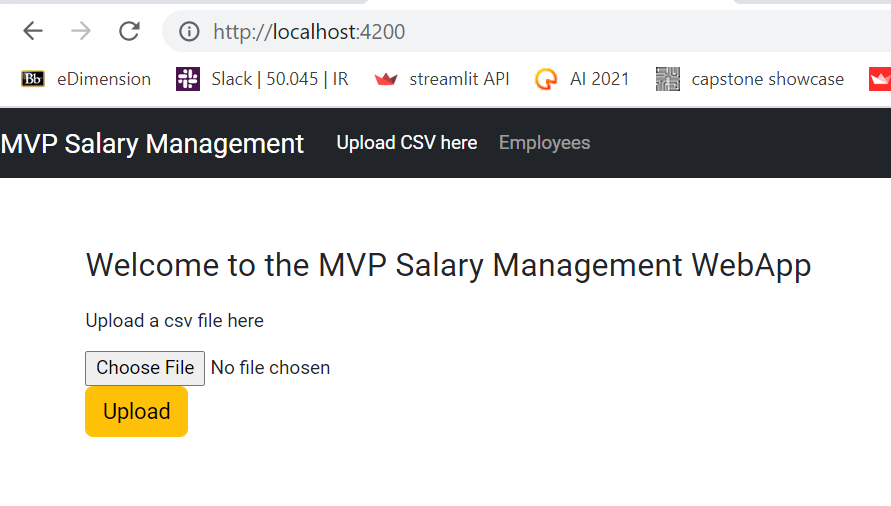 http://localhost:4200
Bb eDimension Slack | 50.045 | IR streamlit API AI 2021 capstone showcase
MVP Salary Management Upload CSV here Employees
Welcome to the MVP Salary Management WebApp
Upload a csv file here
Choose File No file chosen
Upload